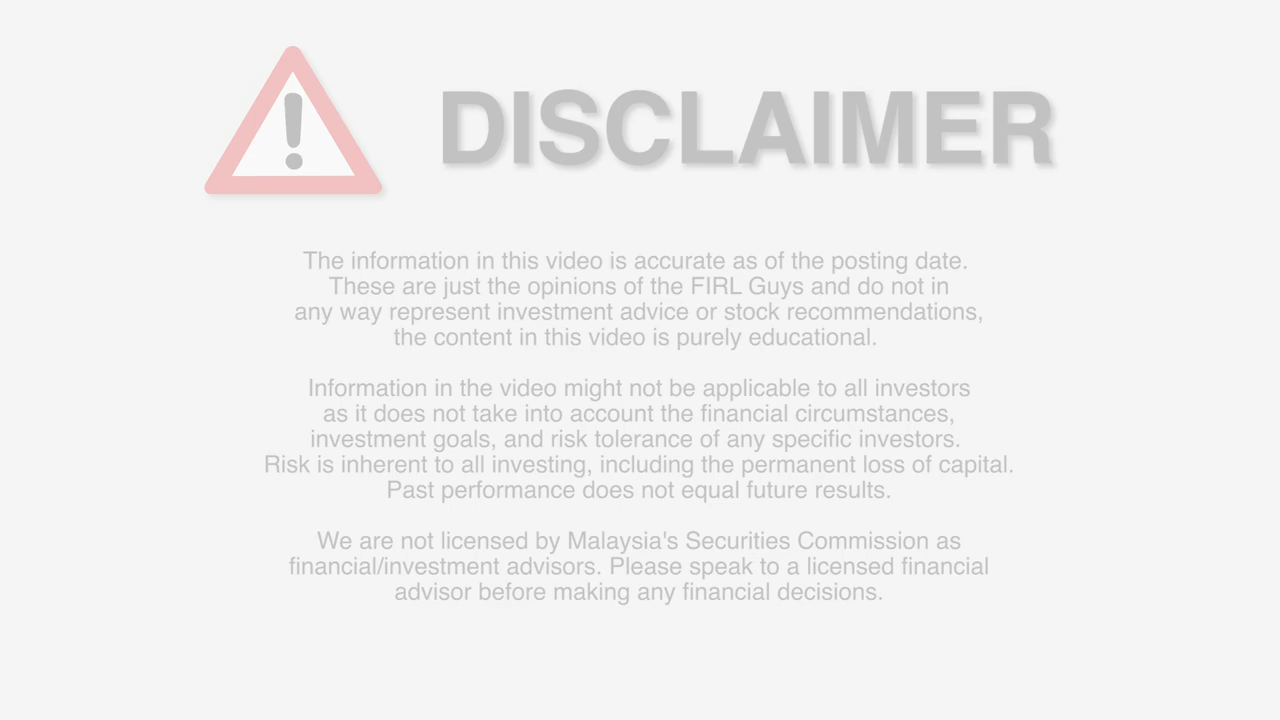 DISCLAIMER
The information in this video is accurate as of the posting date.
These are just the opinions of the FIRL Guys and do not in
any way represent investment advice or stock recommendations,
the content in this video is purely educational.
Information in the video might not be applicable to all investors
as it does not take into account the financial circumstances,
investment goals, and risk tolerance of any specific investors.
Risk is inherent to all investing, including the permanent loss of capital.
Past performance does not equal future results.
We are not licensed by Malaysia's Securities Commission as
financial/investment advisors. Please speak to a licensed financial
advisor before making any financial decisions.